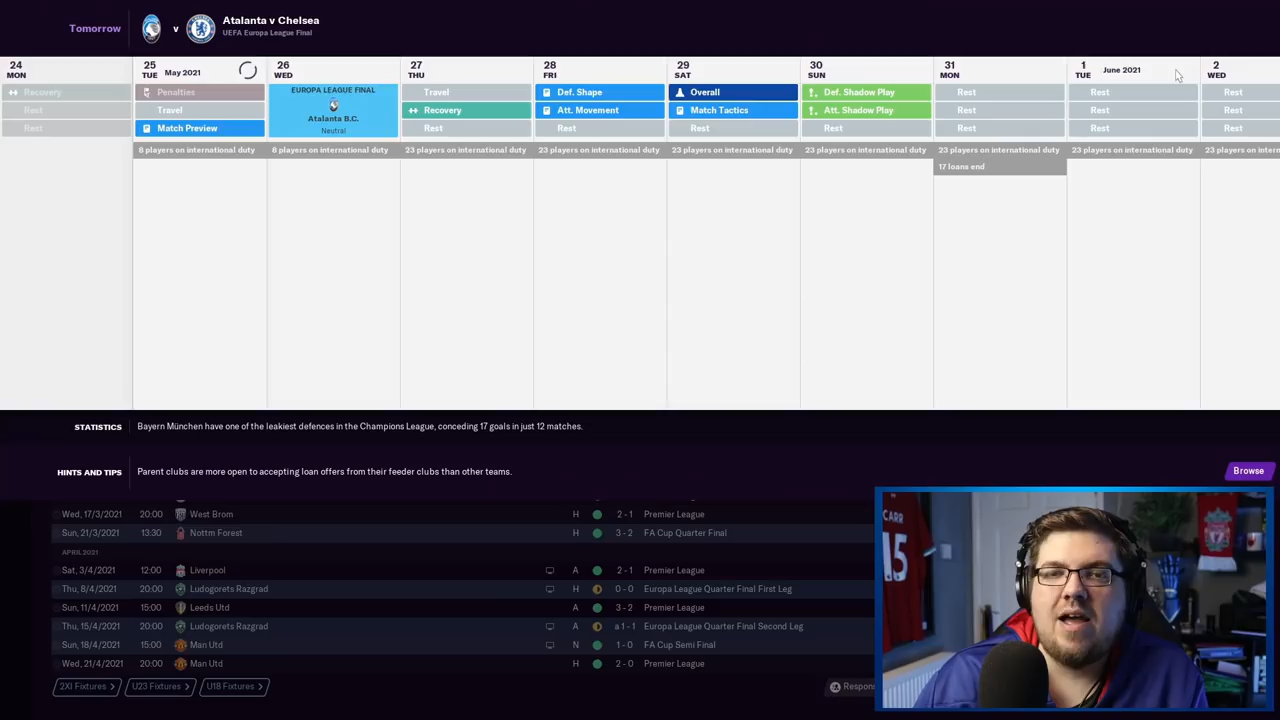 Tomorrow
v
Atalanta v Chelsea
UEFA Europa League Final
24 MON
25 TUE May 2021
26 WED
27 THU
28 FRI
29 SAT
30 SUN
31 MON
1 TUE June 2021
2 WED
Recovery
Rest
Rest
Penalties
Travel
Match Preview
EUROPA LEAGUE FINAL
Atalanta B.C.
Neutral
Travel
Recovery
Rest
Def. Shape
Att. Movement
Rest
Overall
Match Tactics
Rest
Def. Shadow Play
Att. Shadow Play
Rest
Rest
Rest
Rest
Rest
Rest
Rest
Rest
Rest
Rest
8 players on international duty
6 players on international duty
23 players on international duty
23 players on international duty
23 players on international duty
23 players on international duty
23 players on international duty
23 players on international duty
23 players on intern
17 loans end
STATISTICS Bayern München have one of the leakiest defences in the Champions League, conceding 17 goals in just 12 matches.
HINTS AND TIPS Parent clubs are more open to accepting loan offers from their feeder clubs than other teams.
Browse
Wed, 17/3/2021 20:00 West Brom H 2 - 1 Premier League
Sun, 21/3/2021 13:30 Nottm Forest H 3 - 2 FA Cup Quarter Final
APRIL 2021
Sat, 3/4/2021 12:00 Liverpool A 2 - 1 Premier League
Thu, 8/4/2021 20:00 Ludogorets Razgrad H 0 - 0 Europa League Quarter Final First Leg
Sun, 11/4/2021 15:00 Leeds Utd A 3 - 2 Premier League
Thu, 15/4/2021 20:00 Ludogorets Razgrad A a 1 - 1 Europa League Quarter Final Second Leg
Sun, 18/4/2021 15:00 Man Utd N 1 - 0 FA Cup Semi Final
Wed, 21/4/2021 20:00 Man Utd H 2 - 0 Premier League
2XI Fixtures > U23 Fixtures > U18 Fixtures >
Respons
CARR
15